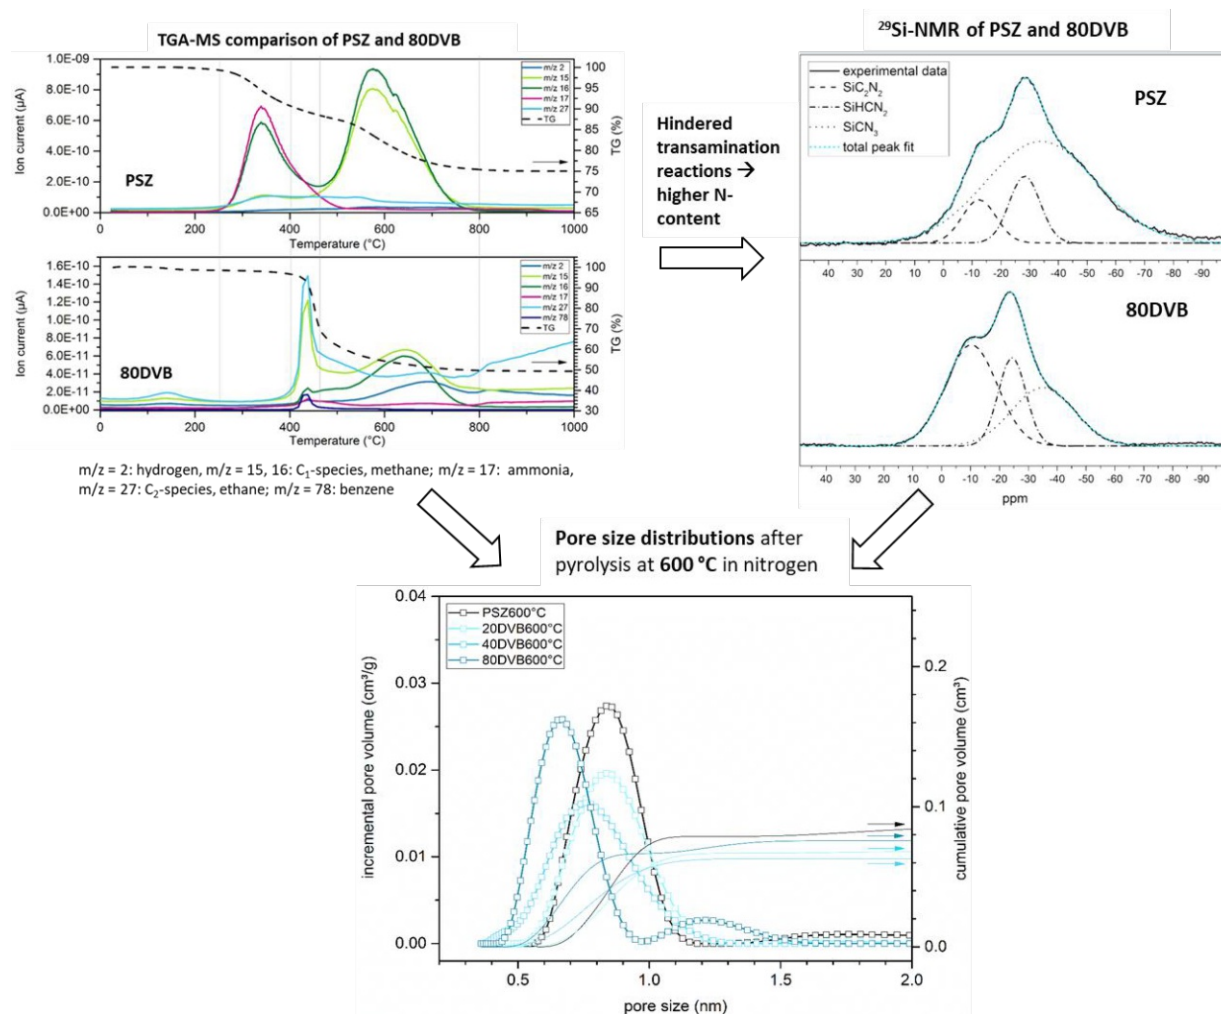 TGA-MS comparison of PSZ and 80DVB
1.0E-09
8.0E-10
6.0E-10
4.0E-10
2.0E-10
0.0E+00
Ion current (µA)
PSZ
m/z 2
m/z 15
m/z 16
m/z 17
m/z 27
TG
100
95
90
85
80
75
70
65
TG (%)
0
200
400
600
800
1000
Temperature (°C)
1.6E-10
1.4E-10
1.2E-10
1.0E-10
8.0E-11
6.0E-11
4.0E-11
2.0E-11
0.0E+00
Ion current (µA)
80DVB
m/z 2
m/z 15
m/z 16
m/z 17
m/z 27
m/z 78
TG
100
90
80
70
60
50
40
30
TG (%)
0
200
400
600
800
1000
Temperature (°C)
m/z = 2: hydrogen, m/z = 15, 16: C₁-species, methane; m/z = 17: ammonia,
m/z = 27: C₂-species, ethane; m/z = 78: benzene
Hindered
transamination
reactions →
higher N-
content
²⁹Si-NMR of PSZ and 80DVB
experimental data
SiC₂N₂
SiHCN₂
SiCN₃
total peak fit
PSZ
40 30 20 10 0 -10 -20 -30 -40 -50 -60 -70 -80 -90
80DVB
40 30 20 10 0 -10 -20 -30 -40 -50 -60 -70 -80 -90
ppm
Pore size distributions after
pyrolysis at 600 °C in nitrogen
0.04
0.03
0.02
0.01
0.00
incremental pore volume (cm³/g)
PSZ600°C
20DVB600°C
40DVB600°C
80DVB600°C
0.2
0.1
0.0
cumulative pore volume (cm³)
0.5
1.0
1.5
2.0
pore size (nm)